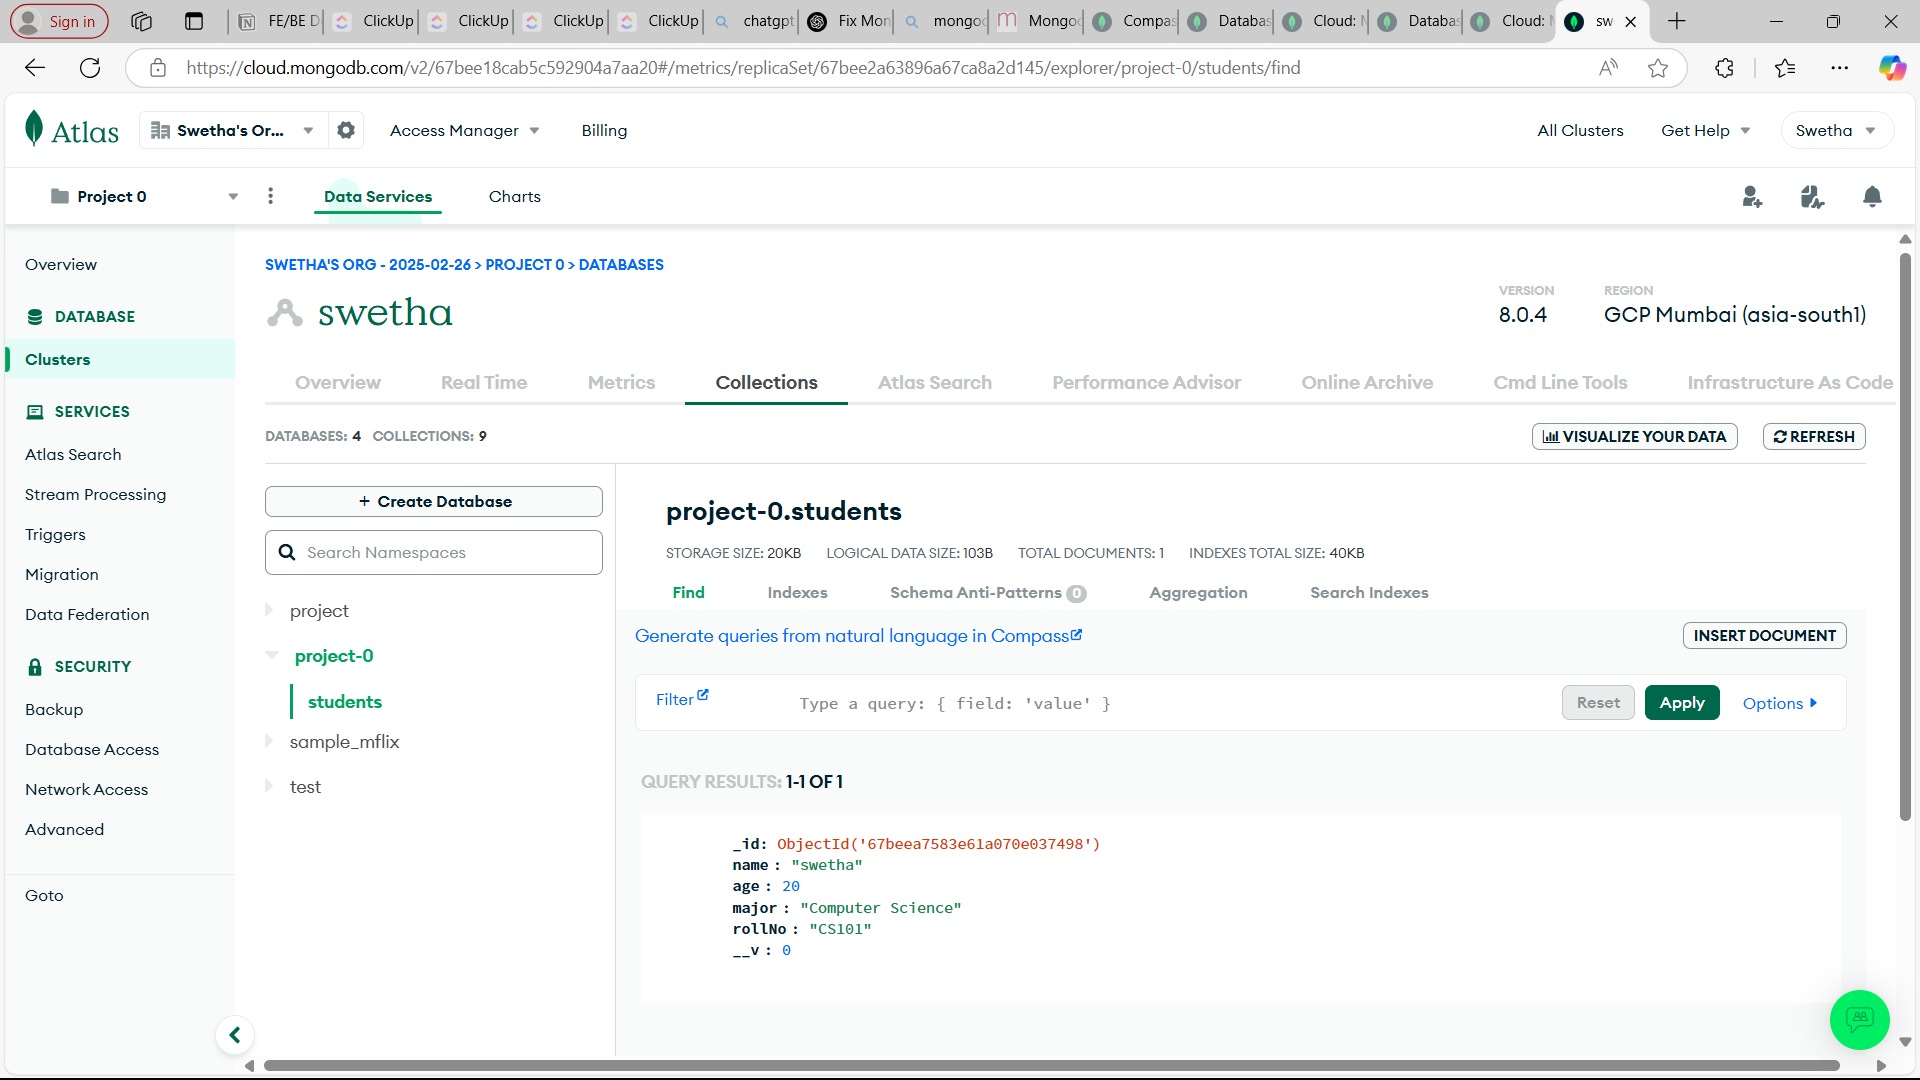 Sign in
FE/BE D
ClickUp
ClickUp
ClickUp
ClickUp
chatgpt
Fix Mon
mongod
Mongod
Compas
Databas
Cloud: M
Databas
Cloud: M
sw
https://cloud.mongodb.com/v2/67bee18cab5c592904a7aa20#/metrics/replicaSet/67bee2a63896a67ca8a2d145/explorer/project-0/students/find
Atlas
Swetha's Or...
Access Manager
Billing
All Clusters
Get Help
Swetha
Project 0
Data Services
Charts
Overview
DATABASE
Clusters
SERVICES
Atlas Search
Stream Processing
Triggers
Migration
Data Federation
SECURITY
Backup
Database Access
Network Access
Advanced
Goto
SWETHA'S ORG - 2025-02-26 > PROJECT 0 > DATABASES
swetha
VERSION
8.0.4
REGION
GCP Mumbai (asia-south1)
Overview
Real Time
Metrics
Collections
Atlas Search
Performance Advisor
Online Archive
Cmd Line Tools
Infrastructure As Code
DATABASES: 4 COLLECTIONS: 9
VISUALIZE YOUR DATA
REFRESH
+ Create Database
Search Namespaces
project
project-0
students
sample_mflix
test
project-0.students
STORAGE SIZE: 20KB LOGICAL DATA SIZE: 103B TOTAL DOCUMENTS: 1 INDEXES TOTAL SIZE: 40KB
Find
Indexes
Schema Anti-Patterns 0
Aggregation
Search Indexes
Generate queries from natural language in Compass
INSERT DOCUMENT
Filter
Type a query: { field: 'value' }
Reset
Apply
Options
QUERY RESULTS: 1-1 OF 1
_id: ObjectId('67beea7583e61a070e037498')
name : "swetha"
age : 20
major : "Computer Science"
rollNo : "CS101"
__v : 0